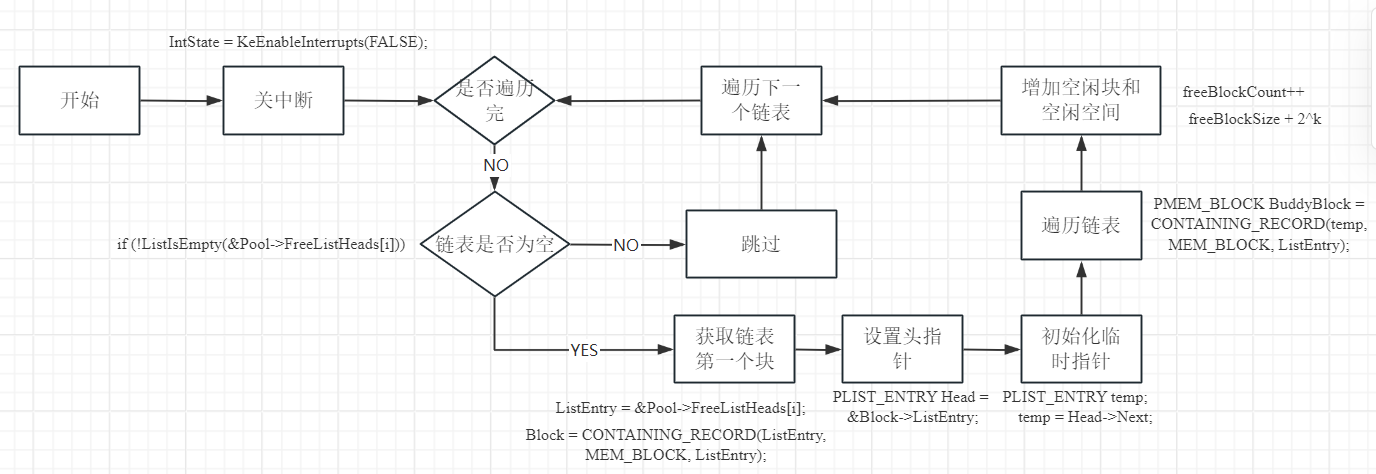 IntState = KeEnableInterrupts(FALSE);
开始
关中断
是否遍历
完
遍历下一
个链表
增加空闲块和
空闲空间
freeBlockCount++
freeBlockSize + 2^k
NO
if (!ListIsEmpty(&Pool->FreeListHeads[i]))
链表是否为空
NO
跳过
遍历链表
PMEM_BLOCK BuddyBlock =
CONTAINING_RECORD(temp,
MEM_BLOCK, ListEntry);
YES
获取链表
第一个块
设置头指
针
初始化临
时指针
ListEntry = &Pool->FreeListHeads[i];
Block = CONTAINING_RECORD(ListEntry,
MEM_BLOCK, ListEntry);
PLIST_ENTRY Head =
&Block->ListEntry;
PLIST_ENTRY temp;
temp = Head->Next;